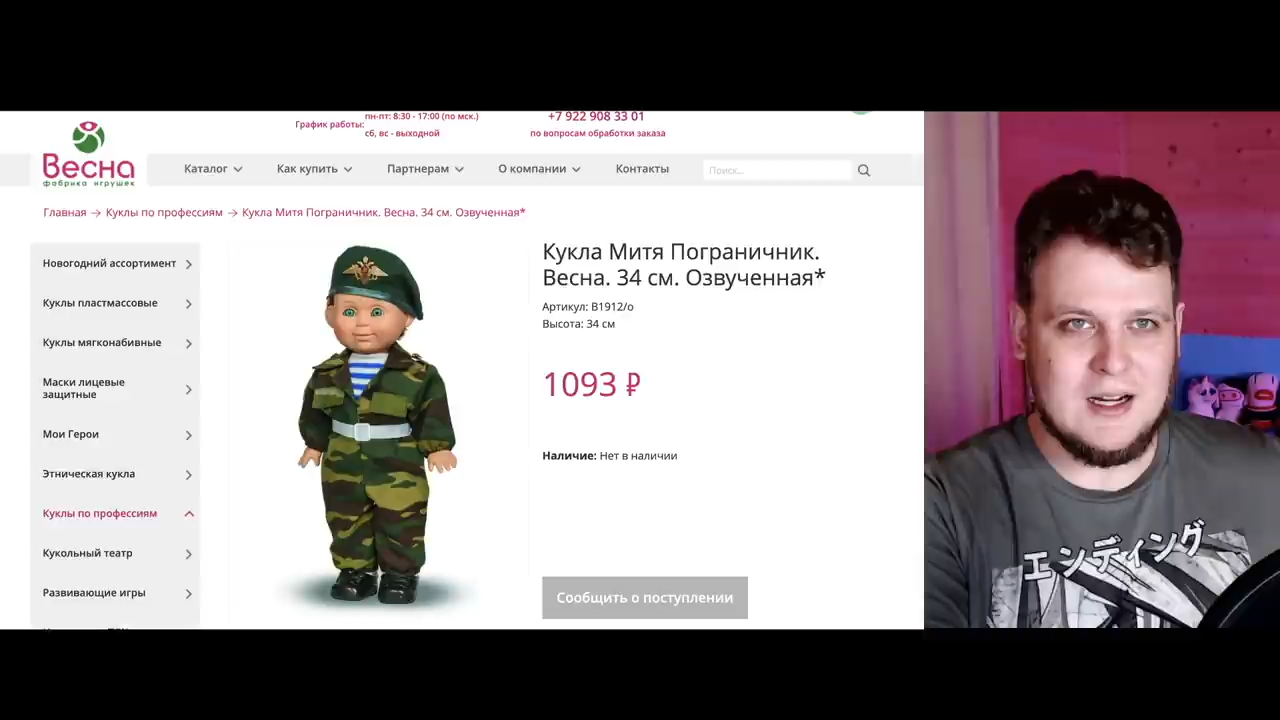 График работы:
пн-пт: 8:30 - 17:00 (по мск.)
сб, вс - выходной
+7 922 908 33 01
по вопросам обработки заказа
Весна
фабрика игрушек
Каталог
Как купить
Партнерам
О компании
Контакты
Поиск...
Главная → Куклы по профессиям → Кукла Митя Пограничник. Весна. 34 см. Озвученная*
Новогодний ассортимент
Куклы пластмассовые
Куклы мягконабивные
Маски лицевые
защитные
Мои Герои
Этническая кукла
Куклы по профессиям
Кукольный театр
Развивающие игры
Кукла Митя Пограничник.
Весна. 34 см. Озвученная*
Артикул: В1912/о
Высота: 34 см
1093 ₽
Наличие: Нет в наличии
Сообщить о поступлении
エンディング